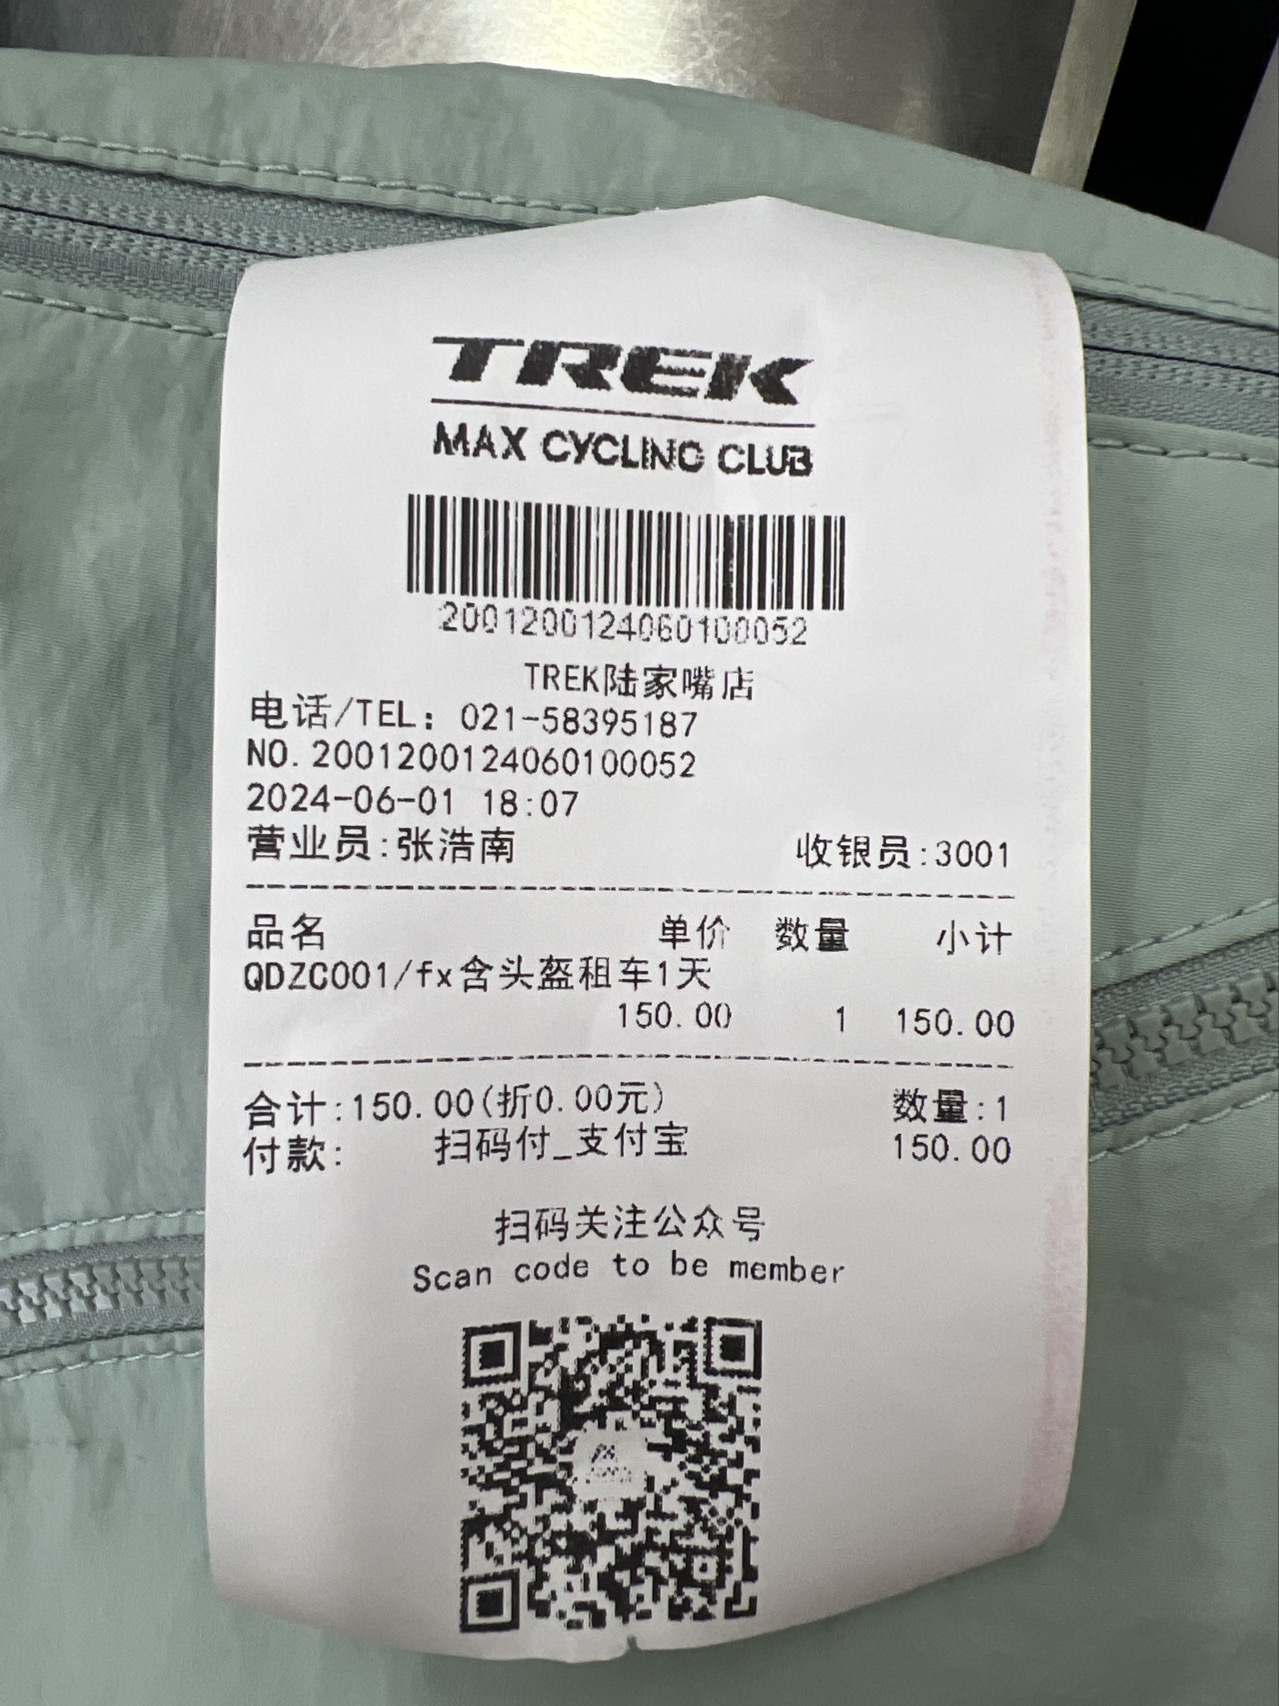 TREK
MAX CYCLING CLUB
2001200124060100052
TREK陆家嘴店
电话/TEL：021-58395187
NO.2001200124060100052
2024-06-01 18:07
营业员:张浩南 收银员:3001
品名 单价 数量 小计
QDZC001/fx含头盔租车1天
150.00 1 150.00
合计:150.00(折0.00元) 数量:1
付款: 扫码付_支付宝 150.00
扫码关注公众号
Scan code to be member